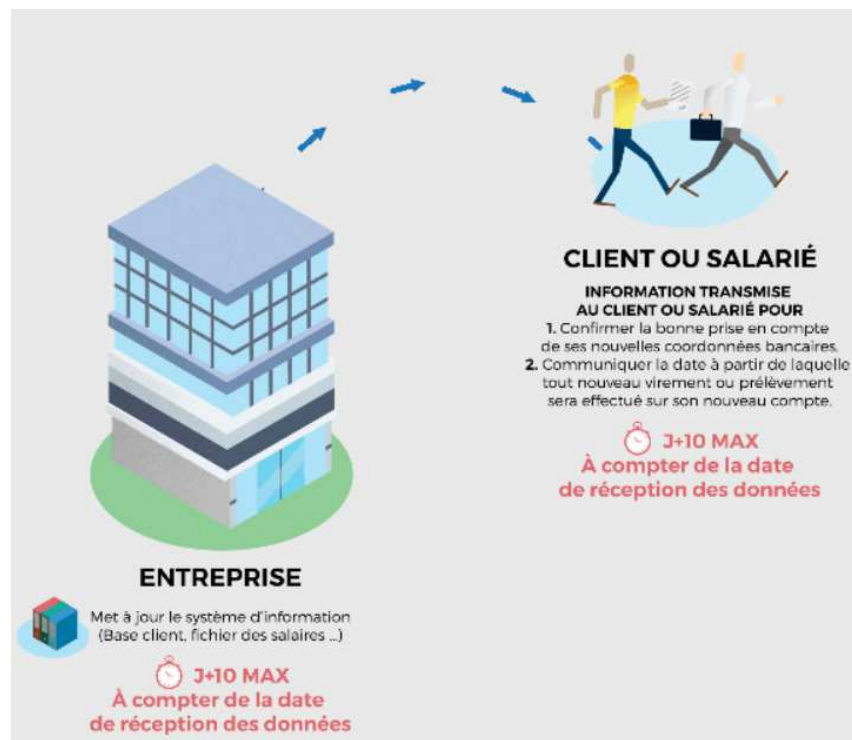 CLIENT OU SALARIÉ
INFORMATION TRANSMISE
AU CLIENT OU SALARIÉ POUR
1. Confirmer la bonne prise en compte
de ses nouvelles coordonnées bancaires.
2. Communiquer la date à partir de laquelle
tout nouveau virement ou prélèvement
sera effectué sur son nouveau compte.
J+10 MAX
À compter de la date
de réception des données
ENTREPRISE
Met à jour le système d'information
(Base client, fichier des salaires ...)
J+10 MAX
À compter de la date
de réception des données